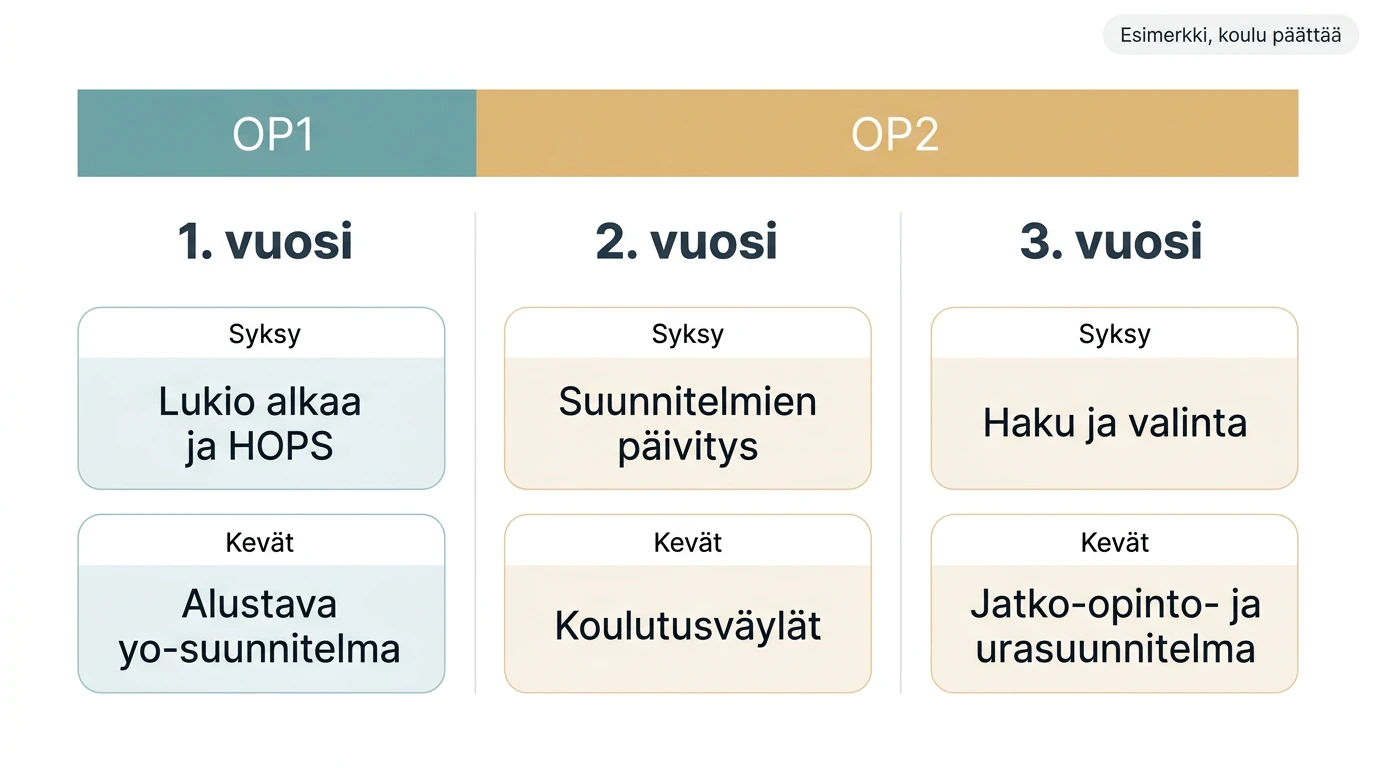 Esimerkki, koulu päättää
OP1
OP2
1. vuosi
2. vuosi
3. vuosi
Syksy
Lukio alkaa
ja HOPS
Syksy
Suunnitelmien
päivitys
Syksy
Haku ja valinta
Kevät
Alustava
yo-suunnitelma
Kevät
Koulutusväylät
Kevät
Jatko-opinto- ja
urasuunnitelma